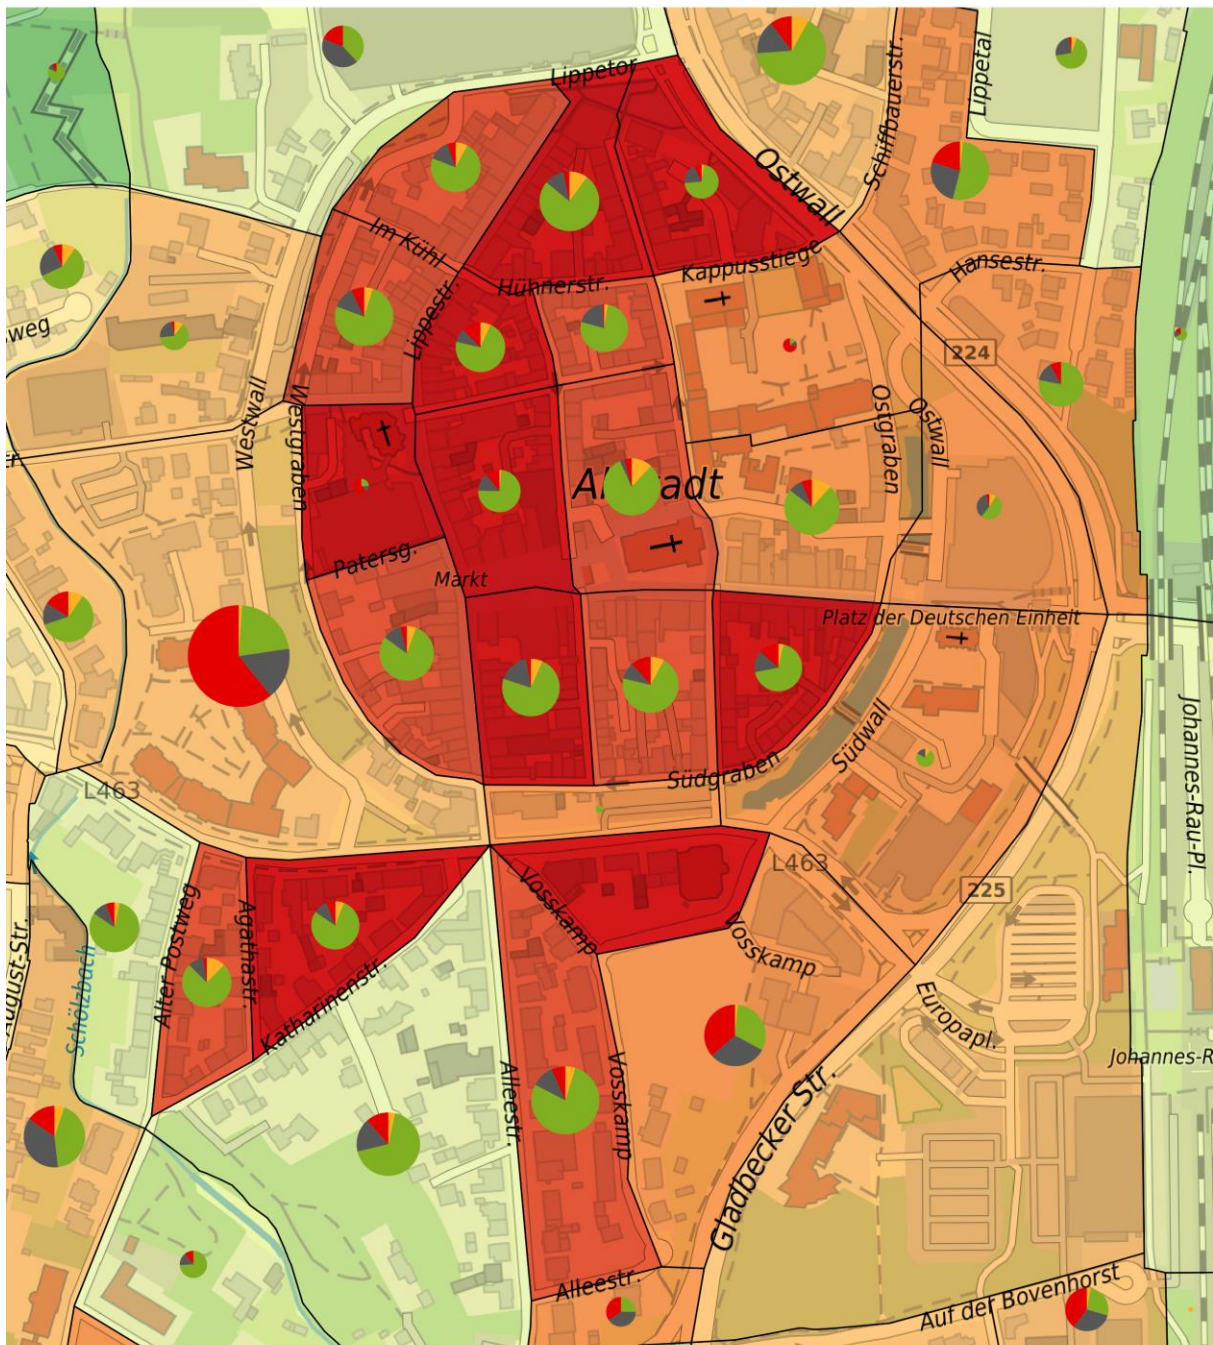 Lippetor
Schiffbauerstr.
Lippetal
Ostwall
Im Kühl
Lippestr.
Hühnerstr.
Kappusstiege
Hansestr.
weg
224
Westwall
Westgraben
Ostgraben
Ostwall
Patersg.
Markt
Platz der Deutschen Einheit
Südgraben
Südwall
Johannes-Rau-Pl.
L463
L463
225
Vosskamp
Vosskamp
Alter Postweg
Agathastr.
Katharinenstr.
Schölzbach
August-Str.
Europapl.
Johannes-R
Alleestr.
Vosskamp
Gladbecker Str.
Alleestr.
Auf der Bovenhorst